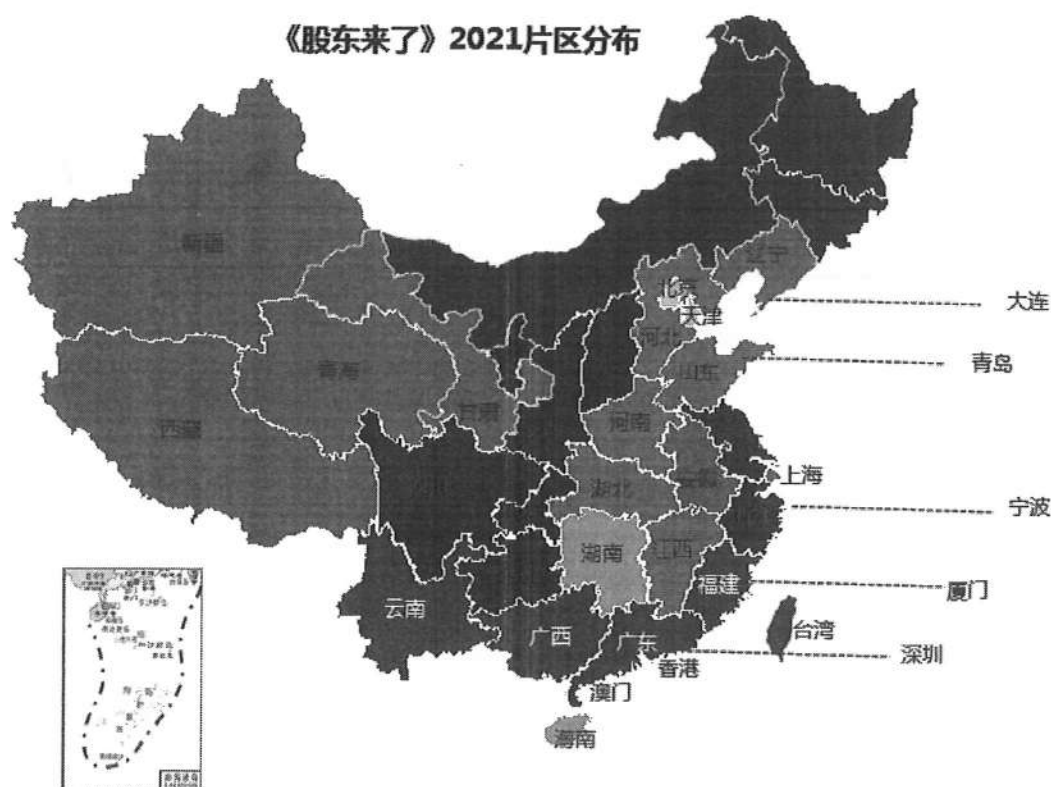 《股东来了》2021片区分布
新疆
辽宁
北京
天津
大连
河北
山东
青岛
青海
甘肃
河南
西藏
上海
湖北
安徽
宁波
湖南
江西
福建
厦门
云南
广西
广东
台湾
深圳
香港
澳门
海南